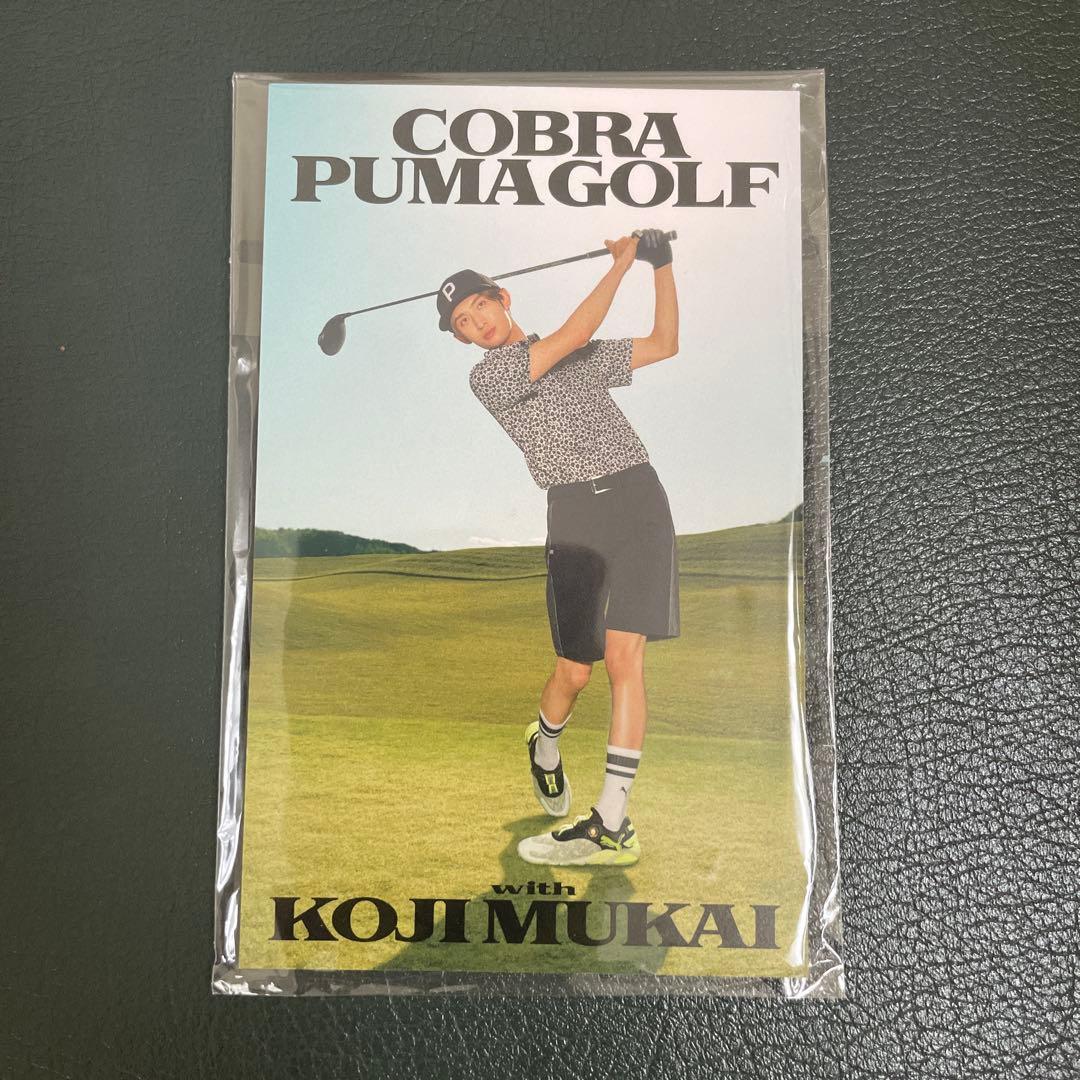 COBRA
PUMA GOLF
P
with
KOJI MUKAI